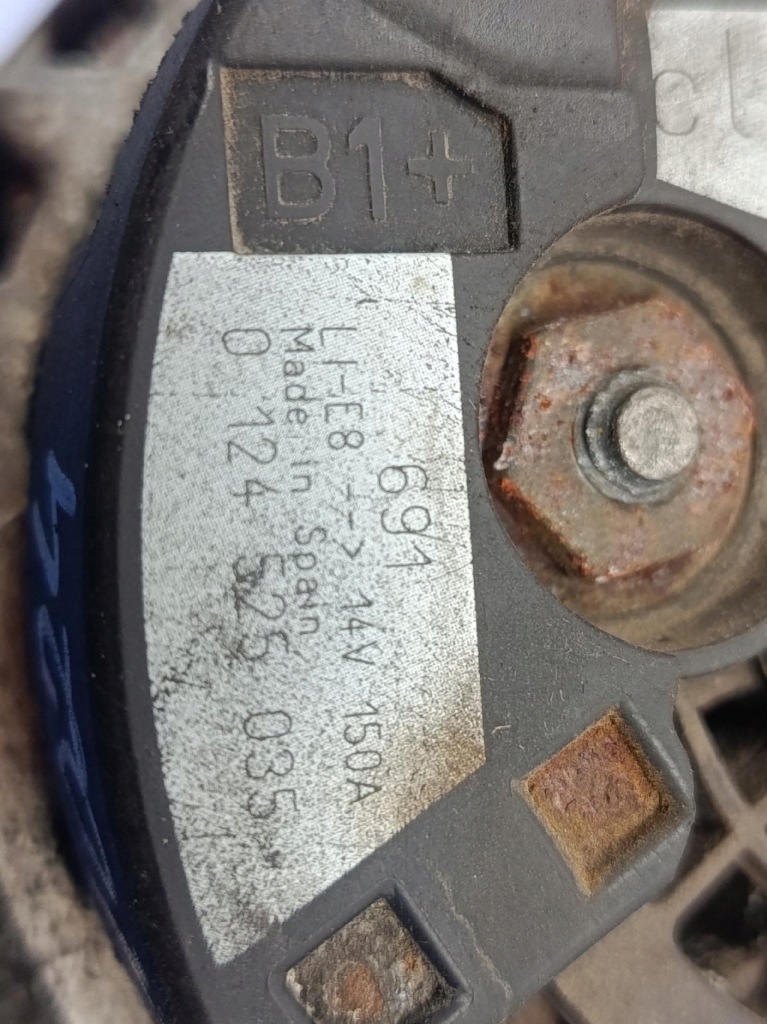 B1+
691
LI-E8 --> 14V 150A
Made in Spain
0 124 525 035